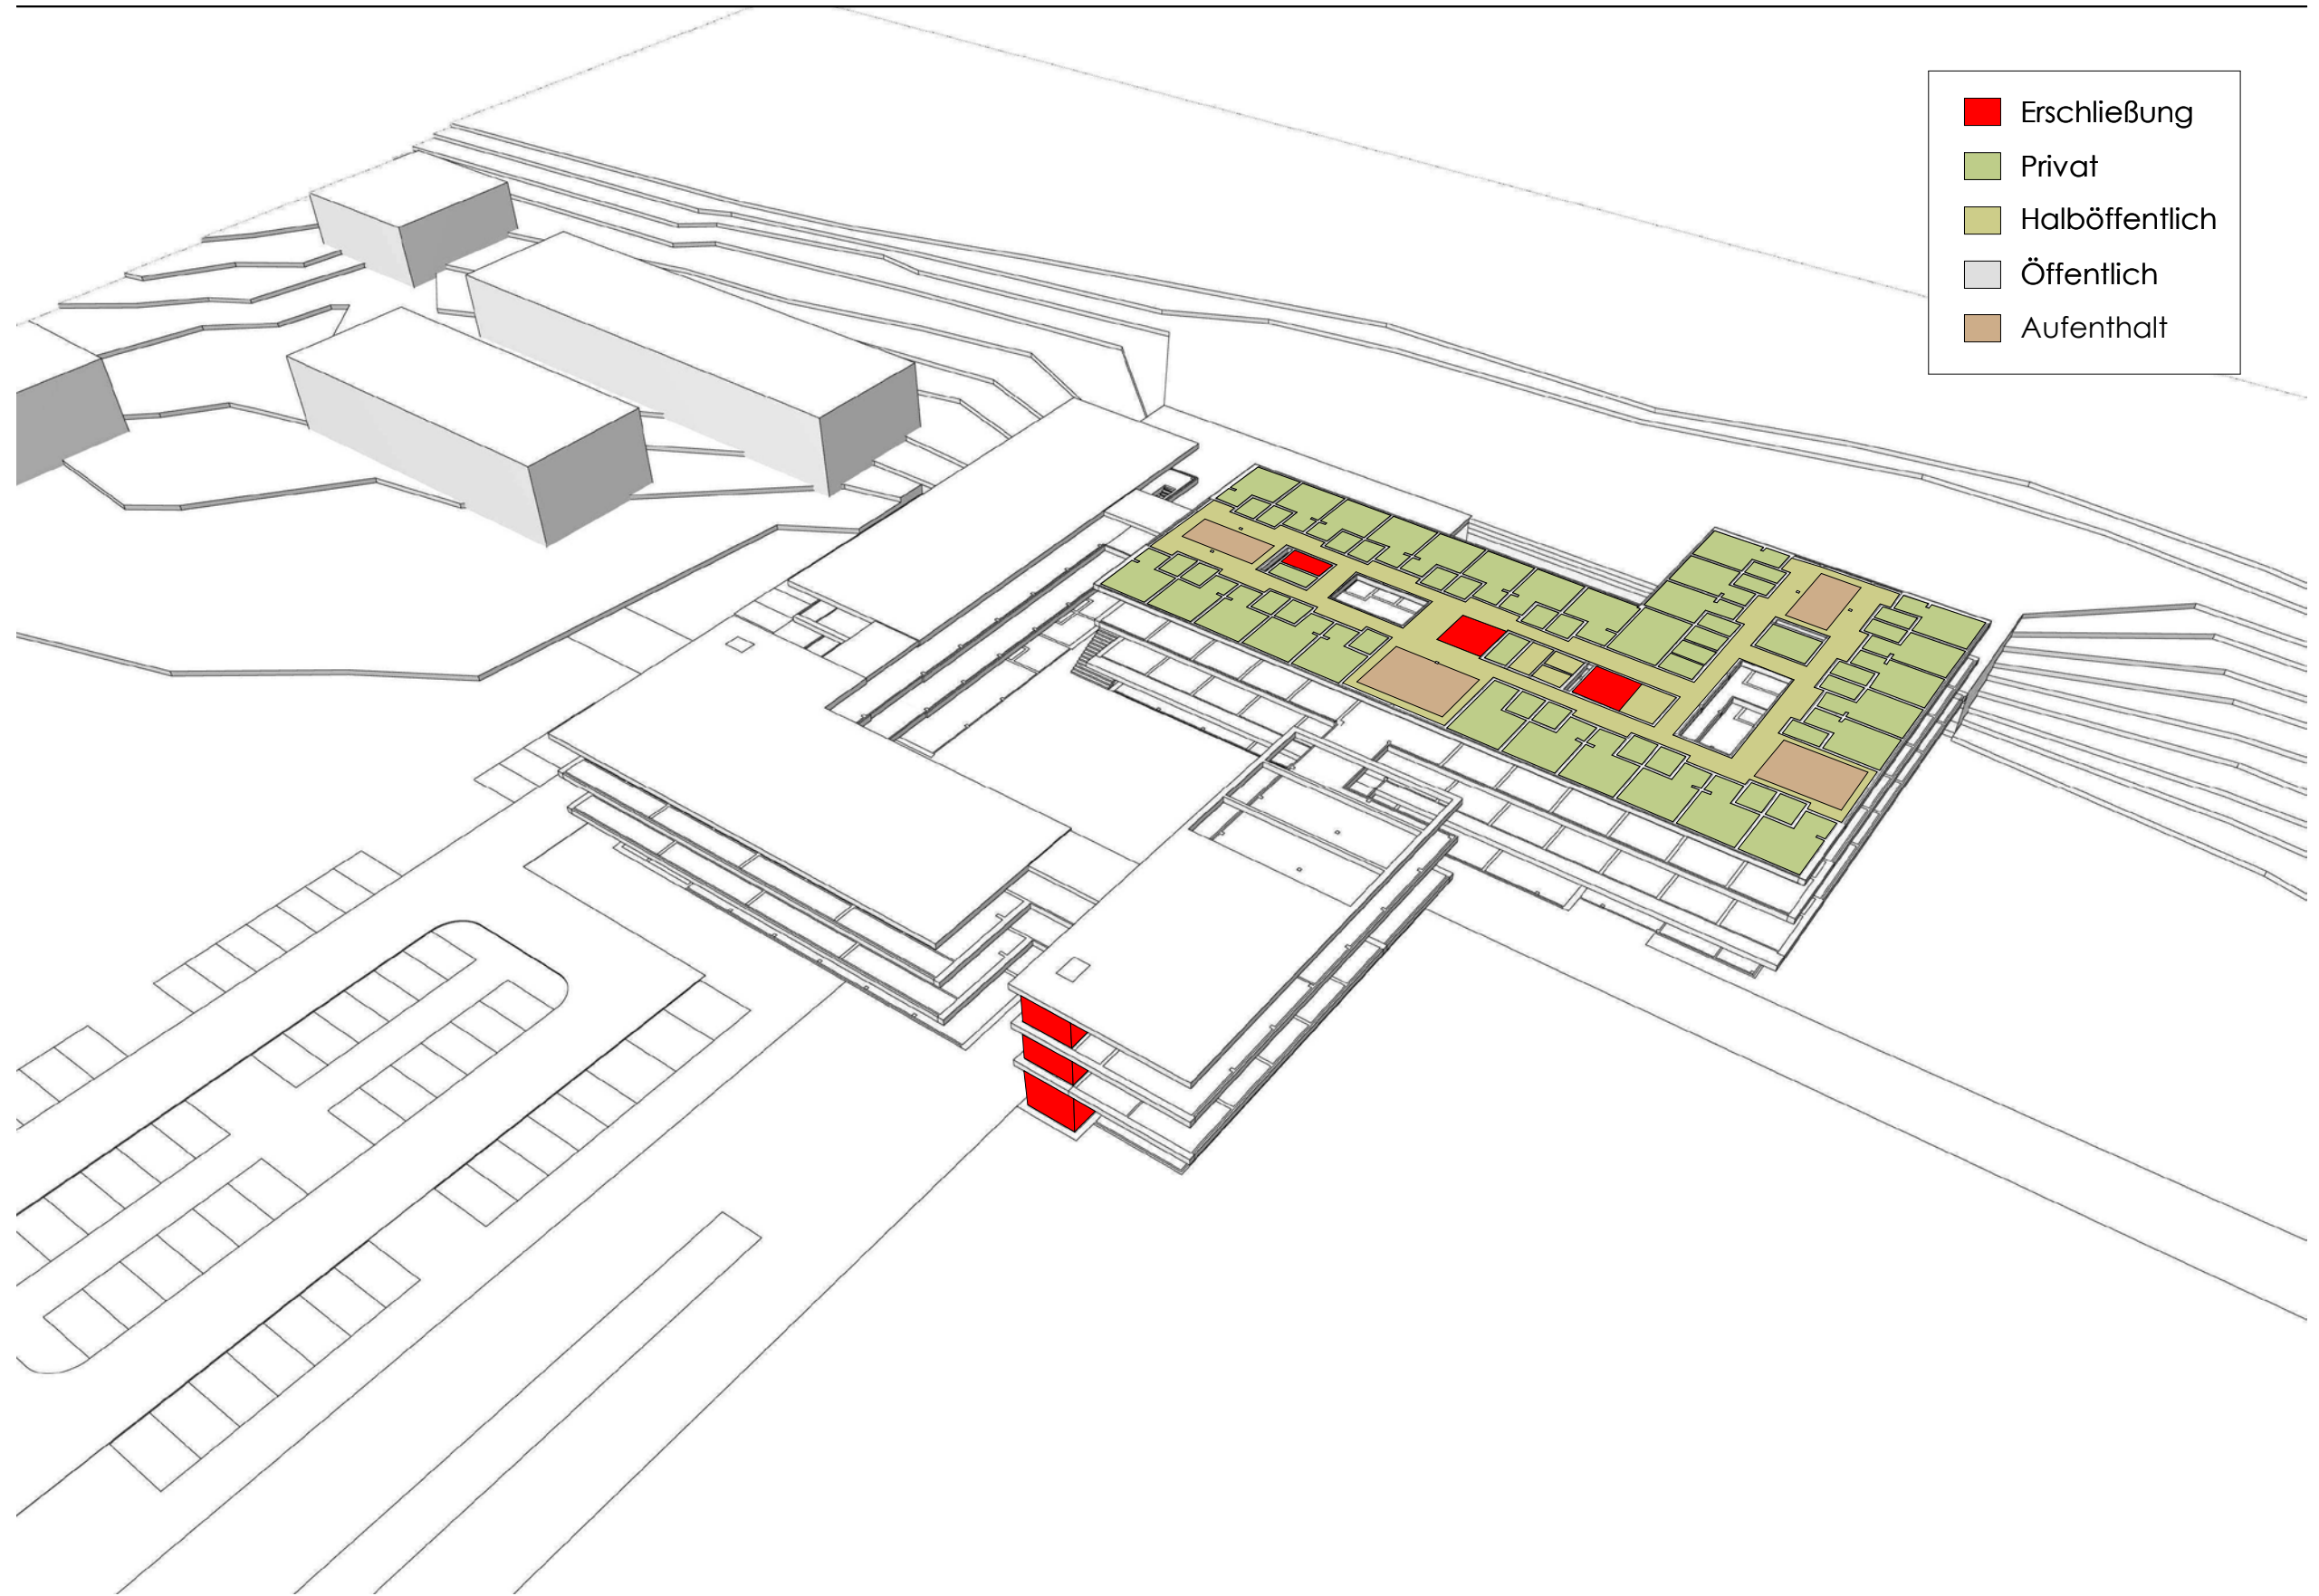 Erschließung
Privat
Halböffentlich
Öffentlich
Aufenthalt